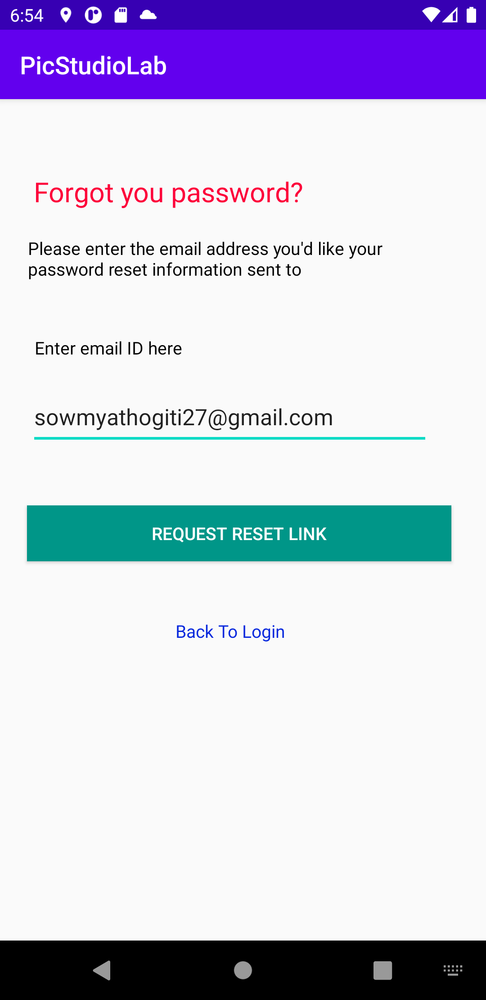 6:54
PicStudioLab
Forgot you password?
Please enter the email address you'd like your
password reset information sent to
Enter email ID here
sowmyathogiti27@gmail.com
REQUEST RESET LINK
Back To Login